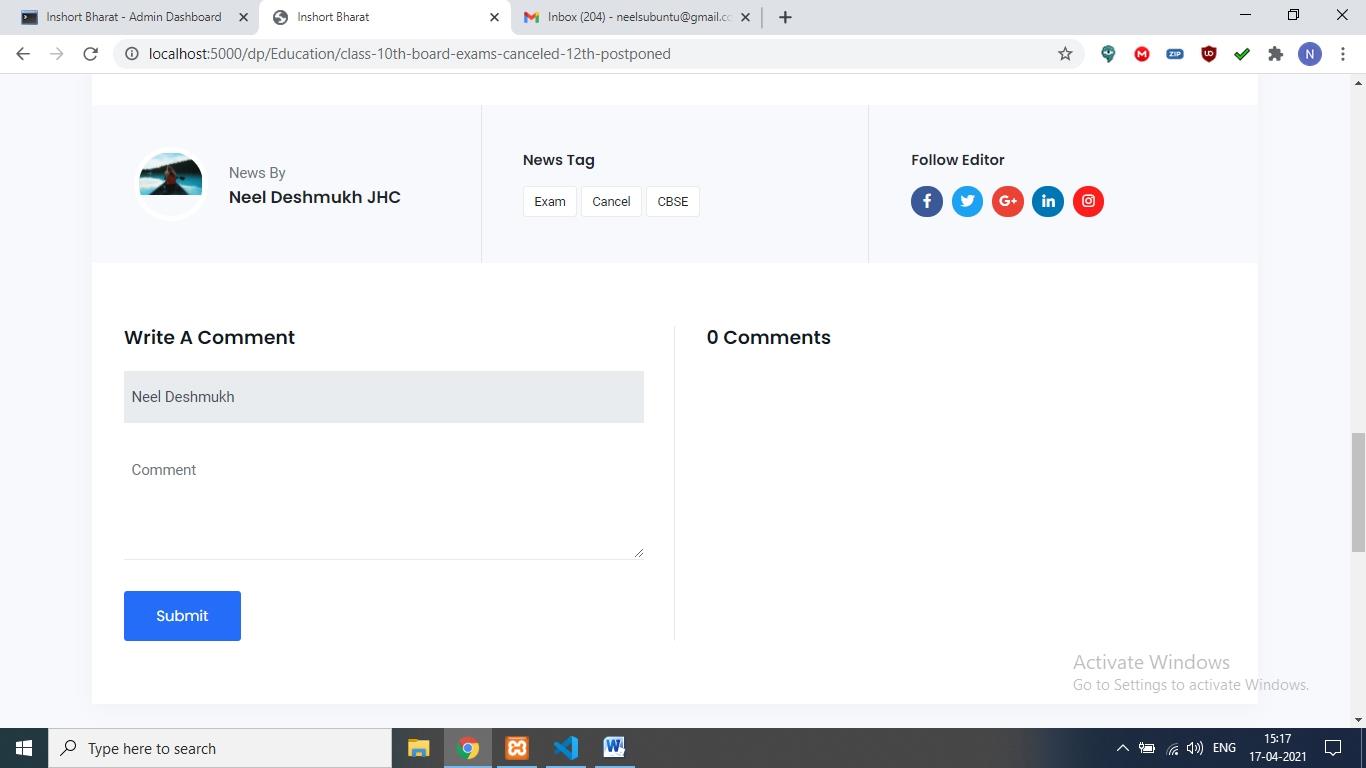 Inshort Bharat - Admin Dashboard
Inshort Bharat
Inbox (204) - neelsubuntu@gmail.cc
localhost:5000/dp/Education/class-10th-board-exams-canceled-12th-postponed
ZIP
N
News By
Neel Deshmukh JHC
News Tag
Exam Cancel CBSE
Follow Editor
Write A Comment
Neel Deshmukh
Comment
Submit
0 Comments
Activate Windows
Go to Settings to activate Windows.
Type here to search
ENG
15:17
17-04-2021